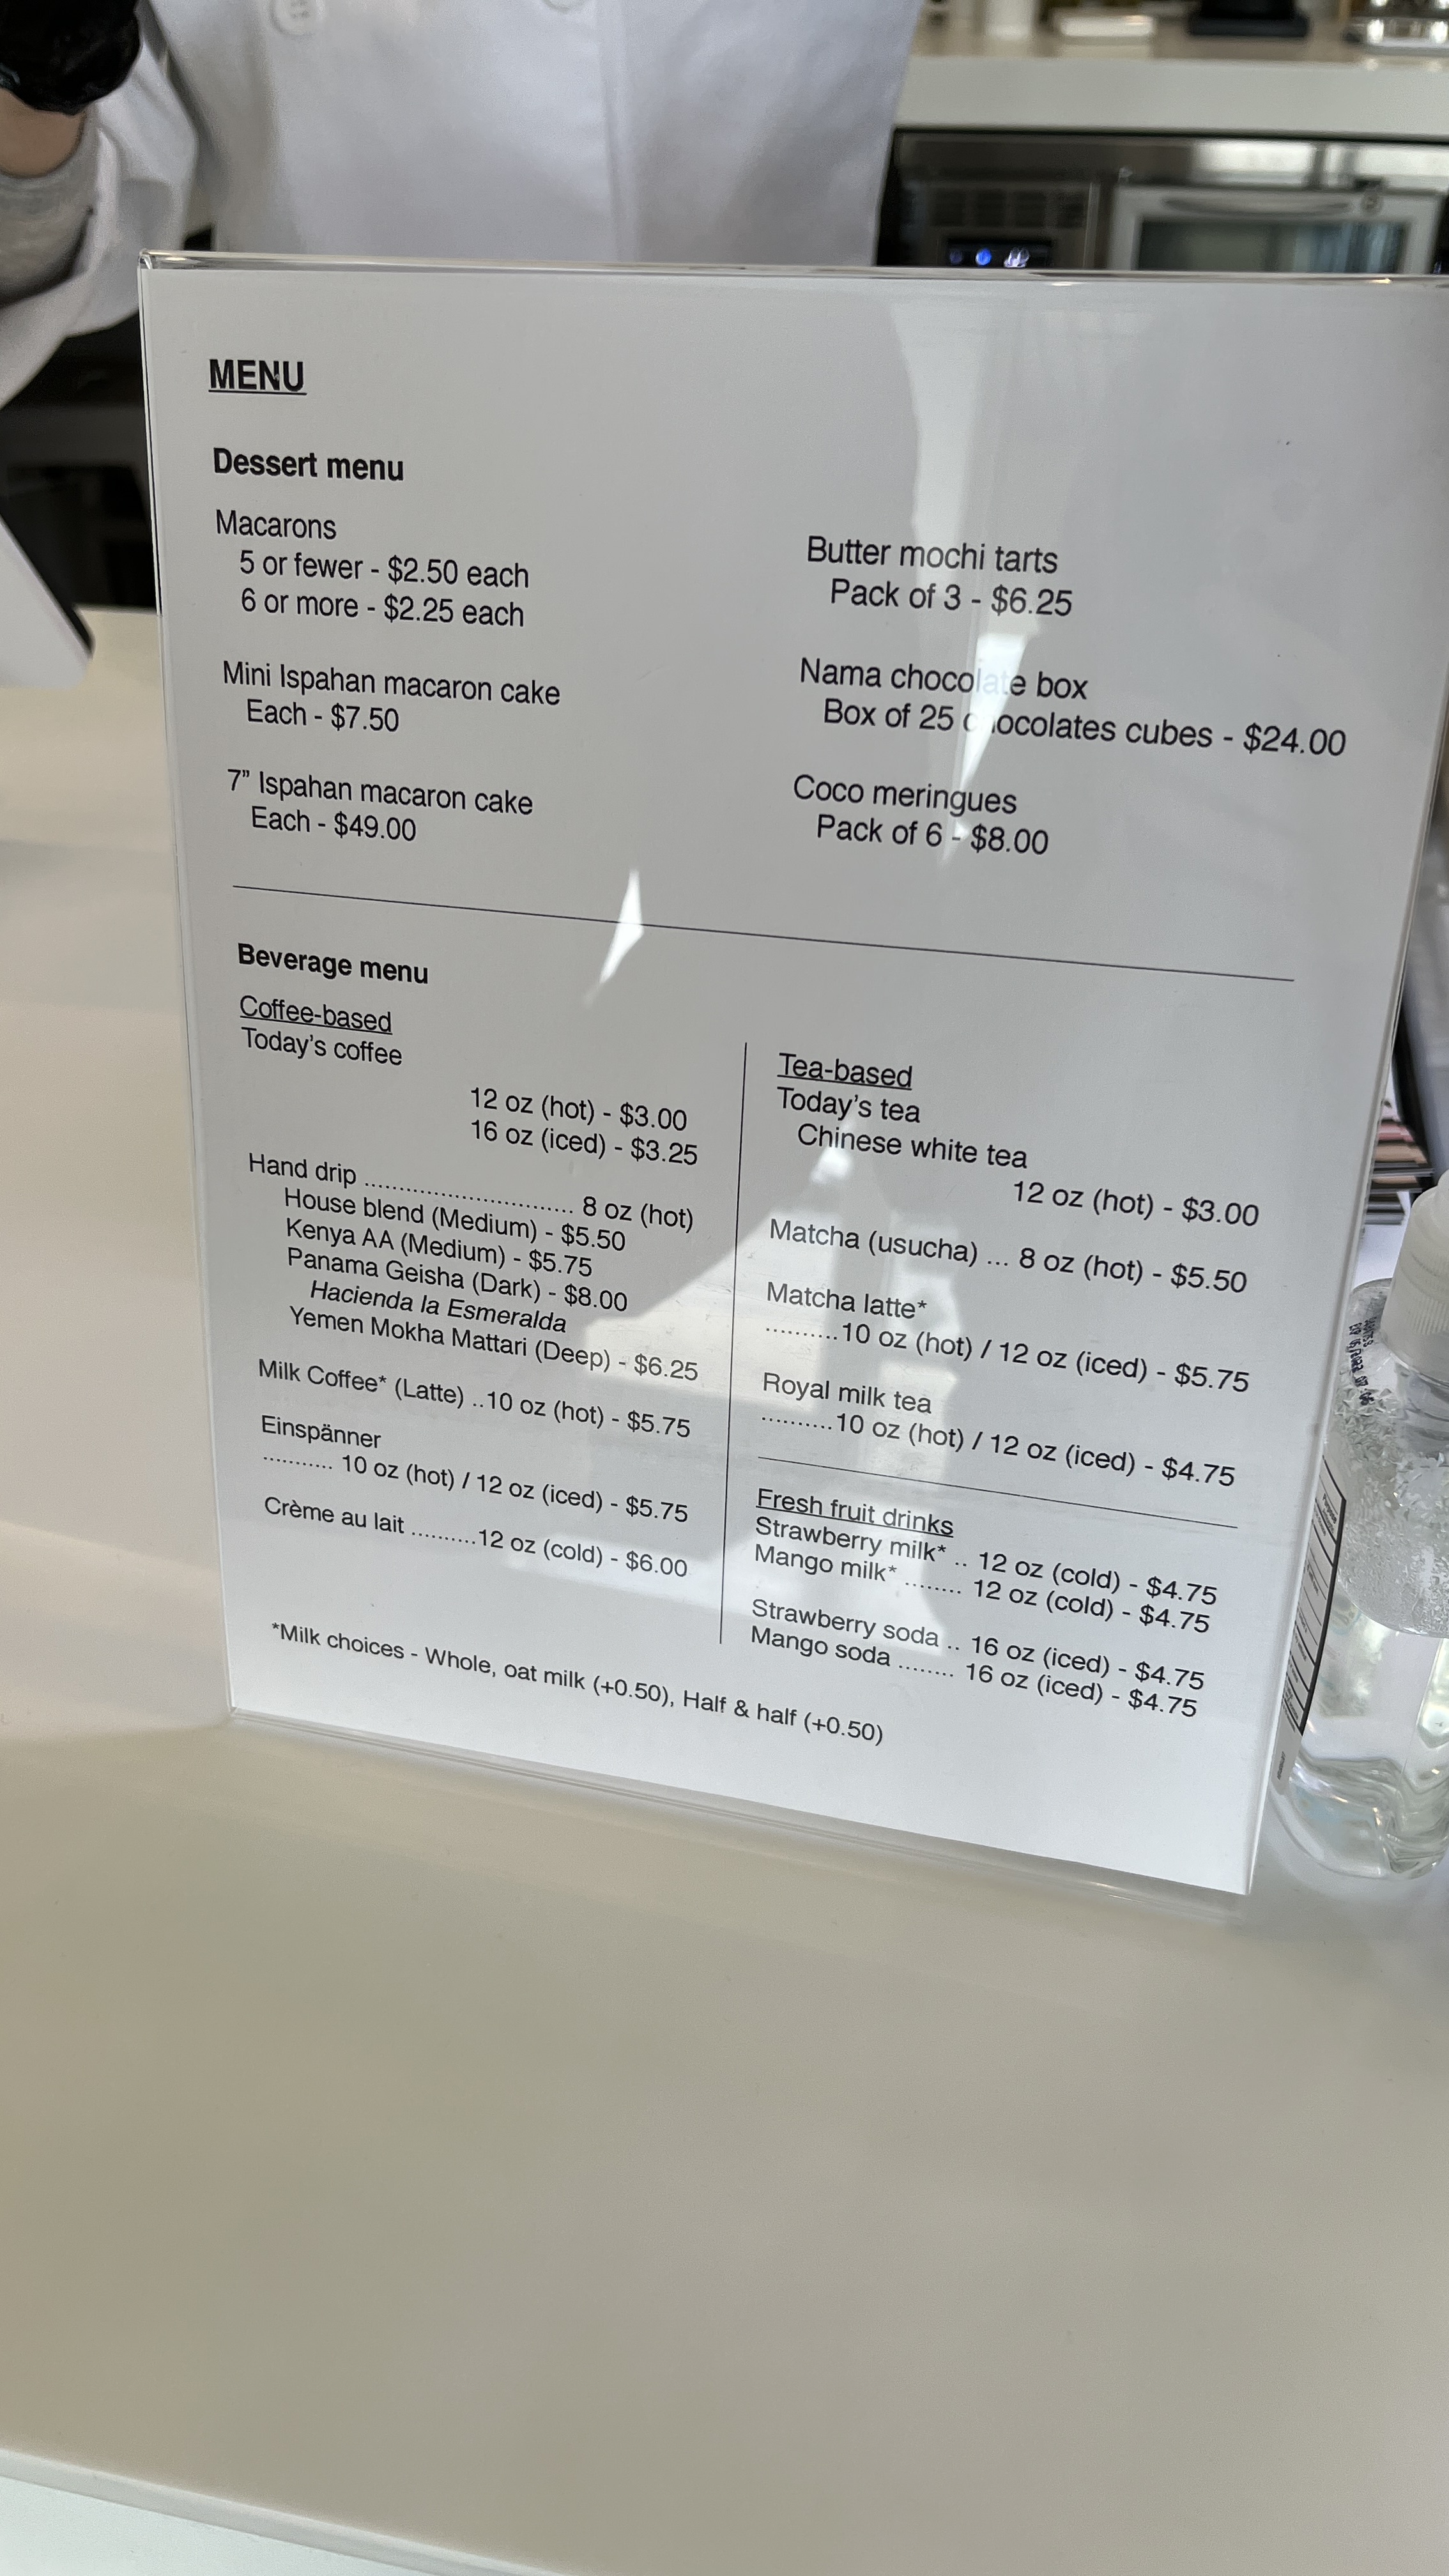 MENU
Dessert menu
Macarons
5 or fewer - $2.50 each
6 or more - $2.25 each
Mini Ispahan macaron cake
Each - $7.50
7” Ispahan macaron cake
Each - $49.00
Butter mochi tarts
Pack of 3 - $6.25
Nama chocolate box
Box of 25 chocolates cubes - $24.00
Coco meringues
Pack of 6 - $8.00
Beverage menu
Coffee-based
Today’s coffee
12 oz (hot) - $3.00
16 oz (iced) - $3.25
Hand drip .............................. 8 oz (hot)
House blend (Medium) - $5.50
Kenya AA (Medium) - $5.75
Panama Geisha (Dark) - $8.00
Hacienda la Esmeralda
Yemen Mokha Mattari (Deep) - $6.25
Milk Coffee* (Latte) ..10 oz (hot) - $5.75
Einspänner
........... 10 oz (hot) / 12 oz (iced) - $5.75
Crème au lait ..........12 oz (cold) - $6.00
Tea-based
Today’s tea
Chinese white tea
12 oz (hot) - $3.00
Matcha (usucha) ... 8 oz (hot) - $5.50
Matcha latte*
..........10 oz (hot) / 12 oz (iced) - $5.75
Royal milk tea
..........10 oz (hot) / 12 oz (iced) - $4.75
Fresh fruit drinks
Strawberry milk* .. 12 oz (cold) - $4.75
Mango milk* ........ 12 oz (cold) - $4.75
Strawberry soda .. 16 oz (iced) - $4.75
Mango soda ........ 16 oz (iced) - $4.75
*Milk choices - Whole, oat milk (+0.50), Half & half (+0.50)